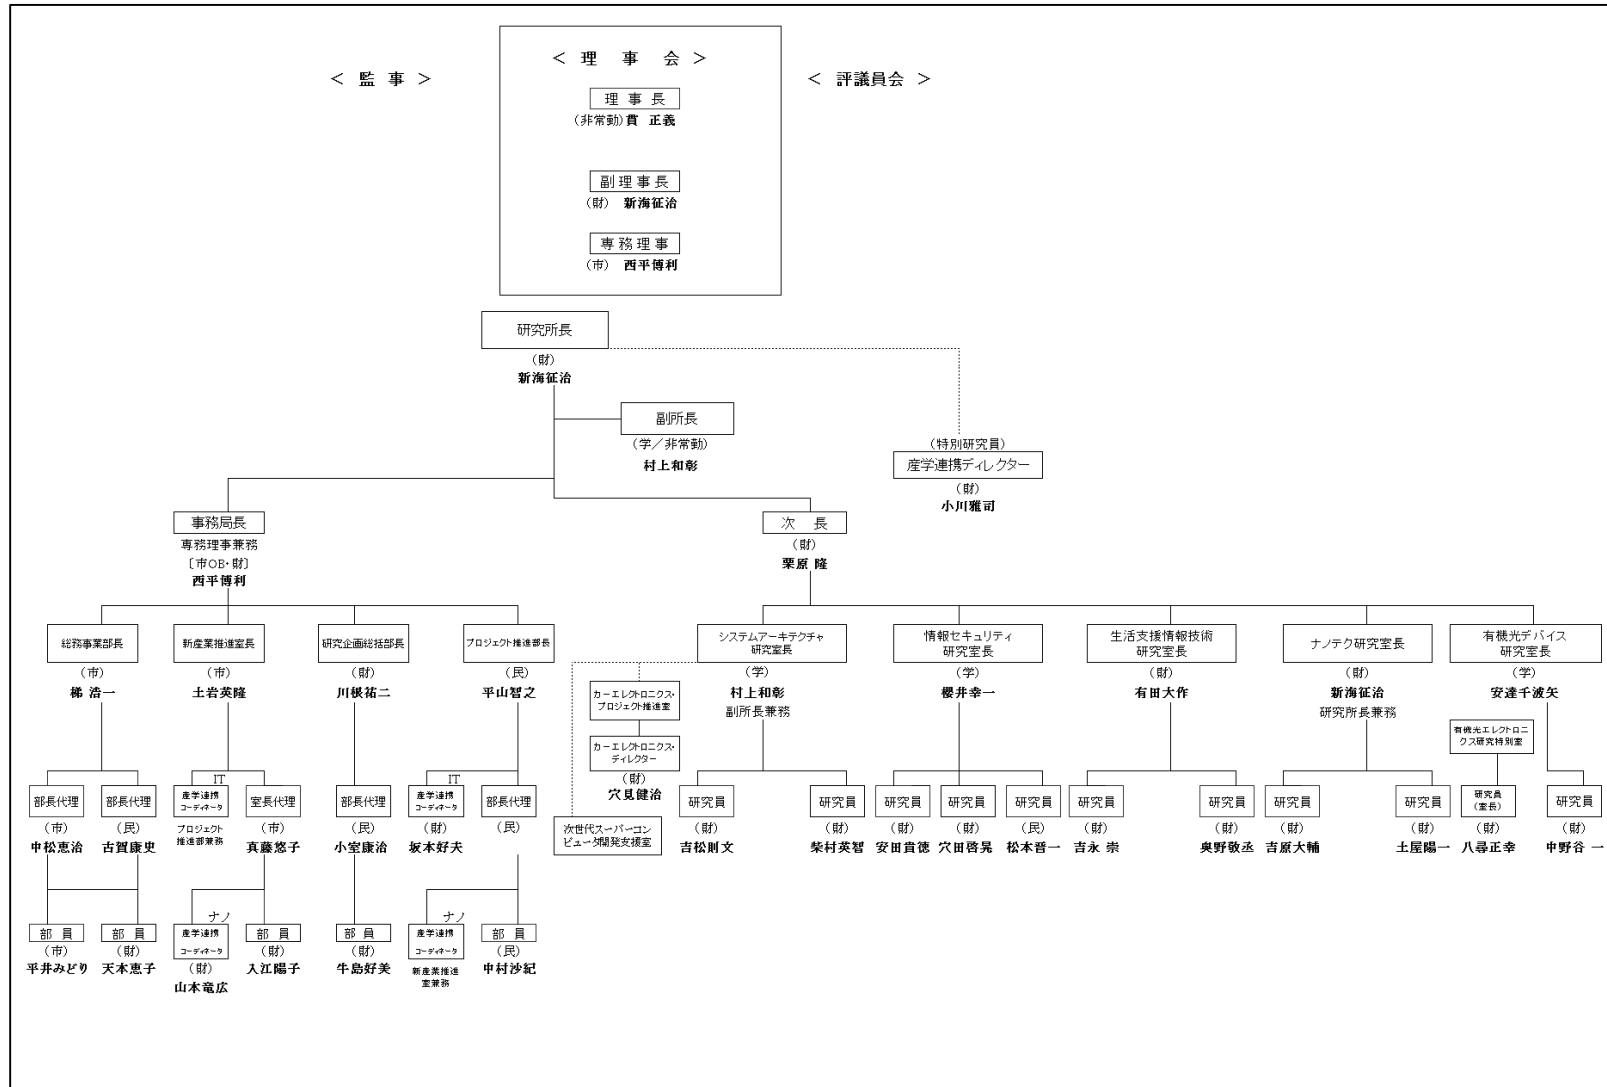 ＜ 理 事 会 ＞
＜ 監 事 ＞
＜ 評議員会 ＞
理 事 長
(非常勤) 貫 正義
副 理 事 長
(財) 新海征治
専 務 理 事
(市) 西平博利
研究所長
(財)
新海征治
副所長
(学／非常勤)
村上和彰
(特別研究員)
産学連携ディレクター
(財)
小川雅司
事務局長
専務理事兼務
〔市OB・財〕
西平博利
次 長
(財)
栗原 隆
総務事業部長
(市)
梯 浩一
新産業推進室長
(市)
土岩英隆
研究企画総括部長
(財)
川根祐二
プロジェクト推進部長
(民)
平山智之
システムアーキテクチャ
研究室長
(学)
村上和彰
副所長兼務
情報セキュリティ
研究室長
(学)
櫻井幸一
生活支援情報技術
研究室長
(財)
有田大作
ナノテク研究室長
(財)
新海征治
研究所長兼務
有機光デバイス
研究室長
(学)
安達千波矢
カーエレクトロニクス・
プロジェクト推進室
カーエレクトロニクス・
ディレクター
(財)
穴見健治
次世代スーパーコン
ピュータ開発支援室
有機光エレクトロニ
クス研究特別室
部長代理
(市)
中松恵治
部長代理
(民)
古賀康史
IT
産学連携
コーディネータ
プロジェクト
推進部兼務
室長代理
(市)
真藤悠子
部長代理
(民)
小室康治
IT
産学連携
コーディネータ
(財)
坂本好夫
部長代理
(民)
研究員
(財)
吉松則文
研究員
(財)
柴村英智
研究員
(財)
安田貴徳
研究員
(財)
穴田啓晃
研究員
(民)
松本晋一
研究員
(財)
吉永 崇
研究員
(財)
奥野敬丞
研究員
(財)
吉原大輔
研究員
(財)
土屋陽一
研究員
(室長)
(財)
八尋正幸
研究員
(財)
中野谷 一
部 員
(市)
平井みどり
部 員
(財)
天本恵子
ナノ
産学連携
コーディネータ
(財)
山本竜広
部 員
(財)
入江陽子
部 員
(財)
牛島好美
ナノ
産学連携
コーディネータ
新産業推進
室兼務
部 員
(民)
中村沙紀